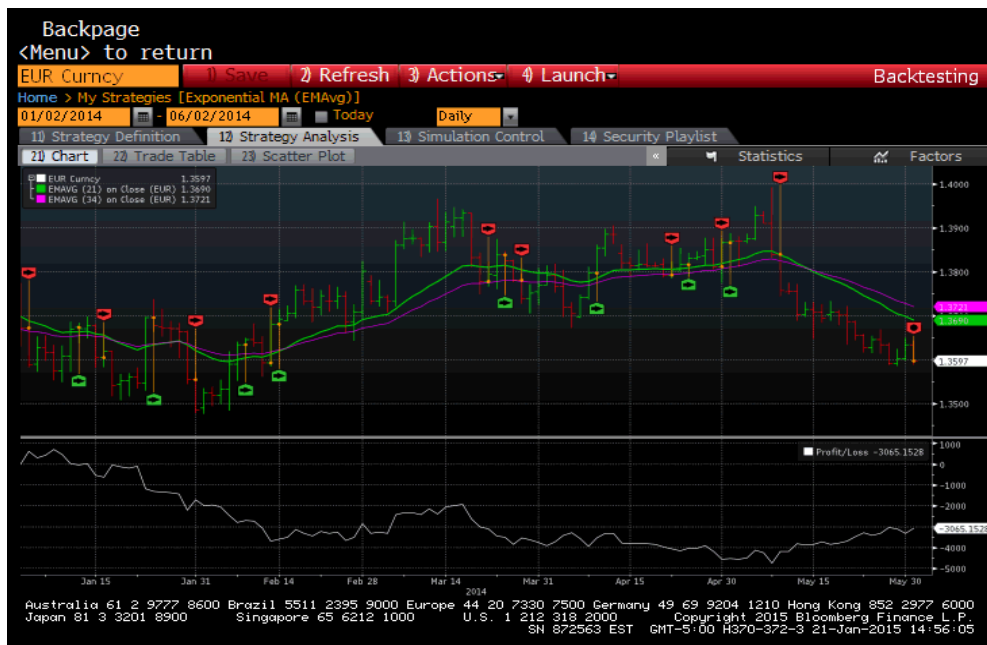 Backpage
<Menu> to return
EUR Curncy 1) Save 2) Refresh 3) Actions 4) Launch Backtesting
Home > My Strategies [Exponential MA (EMAvg)]
01/02/2014 - 06/02/2014 Today Daily
11) Strategy Definition 12) Strategy Analysis 13) Simulation Control 14) Security Playlist
21) Chart 22) Trade Table 23) Scatter Plot « Statistics Factors
EUR Curncy 1.3597
EMAVG (21) on Close (EUR) 1.3690
EMAVG (34) on Close (EUR) 1.3721
1.4000
1.3900
1.3800
1.3721
1.3690
1.3597
1.3500
Profit/Loss -3065.1528
1000
0
-1000
-2000
-3065.1528
-4000
-5000
Jan 15 Jan 31 Feb 14 Feb 28 Mar 14 Mar 31 Apr 15 Apr 30 May 15 May 30
2014
Australia 61 2 9777 8600 Brazil 5511 2395 9000 Europe 44 20 7330 7500 Germany 49 69 9204 1210 Hong Kong 852 2977 6000
Japan 81 3 3201 8900 Singapore 65 6212 1000 U.S. 1 212 318 2000 Copyright 2015 Bloomberg Finance L.P.
SN 872563 EST GMT-5:00 H370-372-3 21-Jan-2015 14:56:05